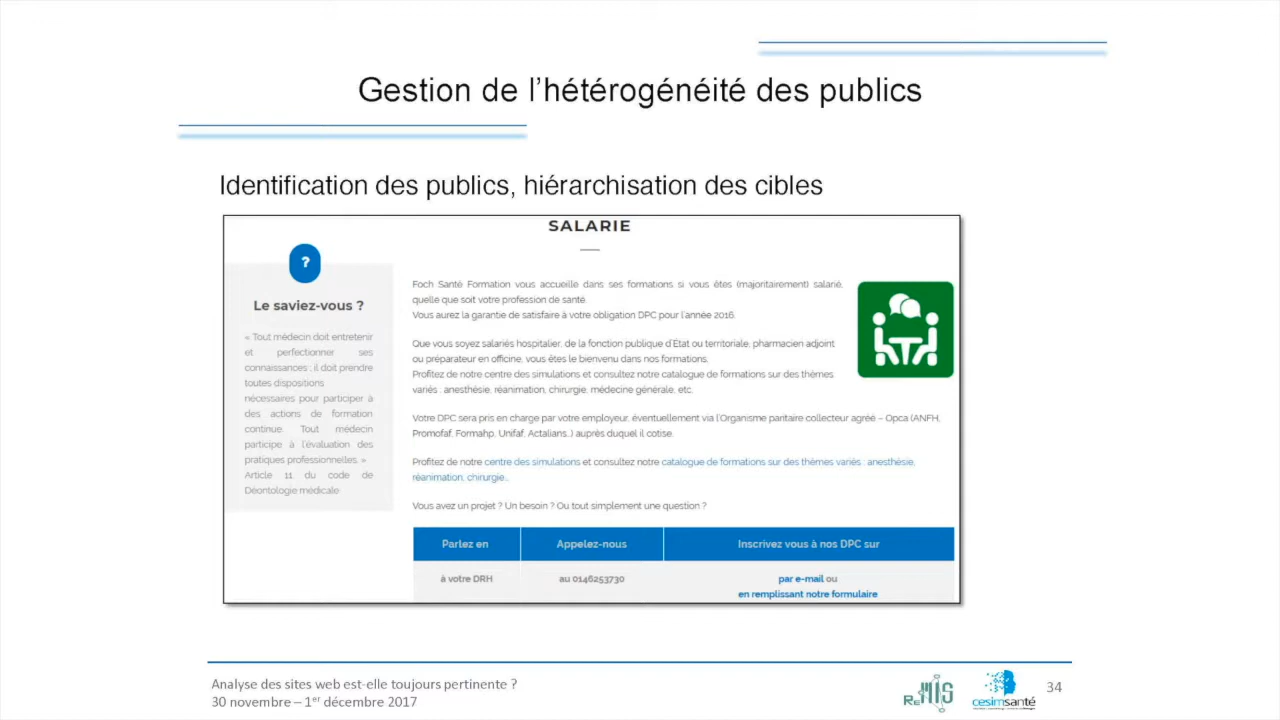 Gestion de l'hétérogénéité des publics
Identification des publics, hiérarchisation des cibles
SALARIE
?
Le saviez-vous ?
« Tout médecin doit entretenir
et perfectionner ses
connaissances ; il doit prendre
toutes dispositions
nécessaires pour participer à
des actions de formation
continue. Tout médecin
participe à l'évaluation des
pratiques professionnelles. »
Article 11 du code de
Déontologie médicale
Foch Santé Formation vous accueille dans ses formations si vous êtes (majoritairement) salarié,
quelle que soit votre profession de santé.
Vous aurez la garantie de satisfaire à votre obligation DPC pour l'année 2016.
Que vous soyez salariés hospitalier, de la fonction publique d'Etat ou territoriale, pharmacien adjoint
ou préparateur en officine, vous êtes le bienvenu dans nos formations.
Profitez de notre centre des simulations et consultez notre catalogue de formations sur des thèmes
variés : anesthésie, réanimation, chirurgie, médecine générale, etc.
Votre DPC sera pris en charge par votre employeur, éventuellement via l'Organisme paritaire collecteur agréé – Opca (ANFH,
Promofaf, Formahp, Unifaf, Actalians…) auprès duquel il cotise.
Profitez de notre centre des simulations et consultez notre catalogue de formations sur des thèmes variés : anesthésie,
réanimation, chirurgie…
Vous avez un projet ? Un besoin ? Ou tout simplement une question ?
Parlez en
Appelez-nous
Inscrivez vous à nos DPC sur
à votre DRH
au 0146253730
par e-mail ou
en remplissant notre formulaire
Analyse des sites web est-elle toujours pertinente ?
30 novembre – 1er décembre 2017
ReMIS
cesimsanté
34